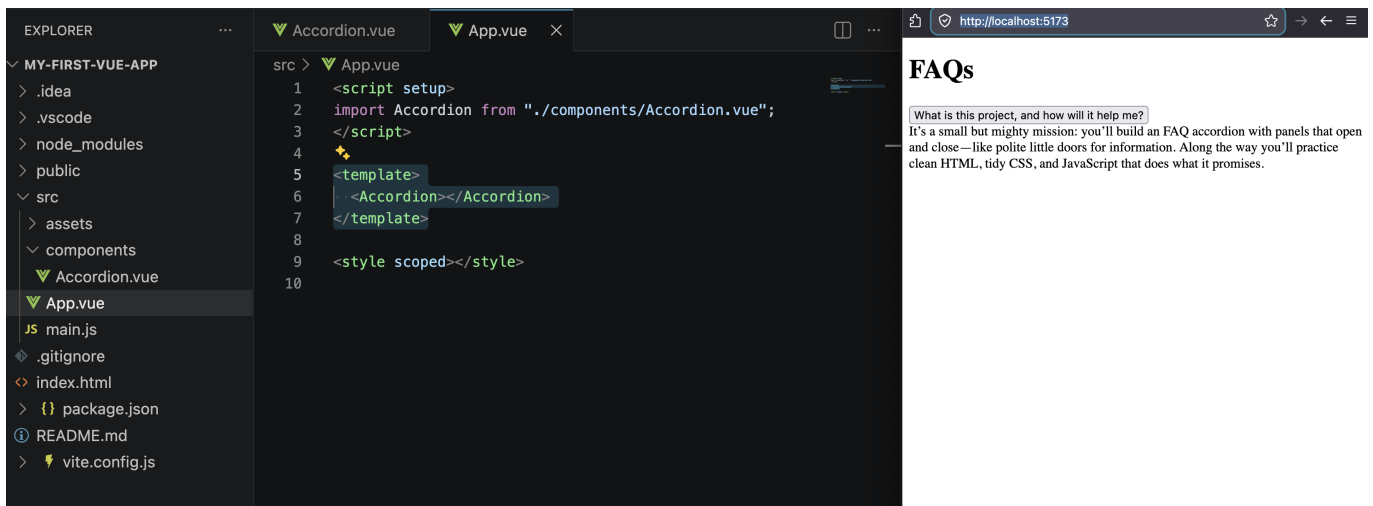 EXPLORER
MY-FIRST-VUE-APP
.idea
.vscode
node_modules
public
src
assets
components
Accordion.vue
App.vue
JS main.js
.gitignore
index.html
{} package.json
README.md
vite.config.js
Accordion.vue
App.vue
src > App.vue
1 <script setup>
2 import Accordion from "./components/Accordion.vue";
3 </script>
4
5 <template>
6 <Accordion></Accordion>
7 </template>
8
9 <style scoped></style>
10
http://localhost:5173
FAQs
What is this project, and how will it help me?
It’s a small but mighty mission: you’ll build an FAQ accordion with panels that open
and close—like polite little doors for information. Along the way you’ll practice
clean HTML, tidy CSS, and JavaScript that does what it promises.